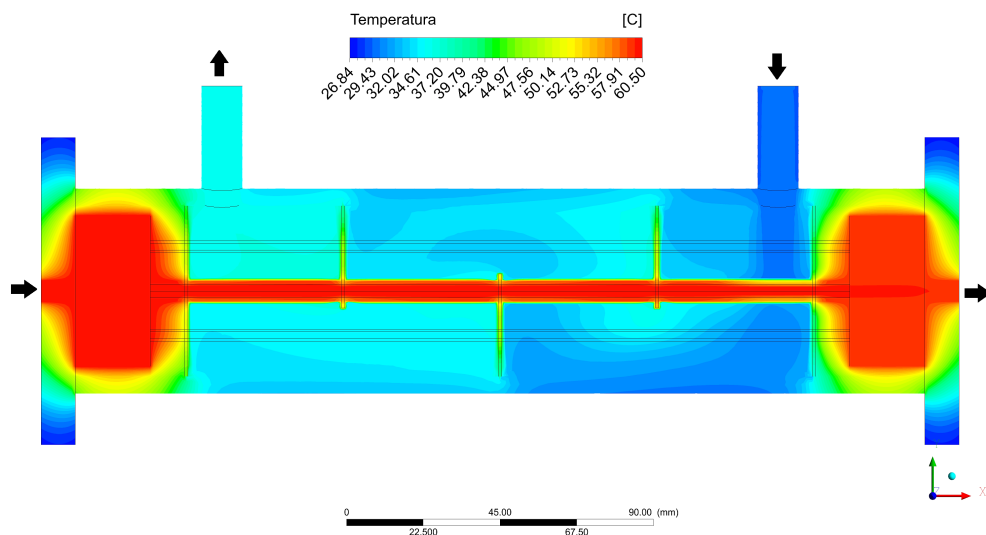 Temperatura [C]
26.84 29.43 32.02 34.61 37.20 39.79 42.38 44.97 47.56 50.14 52.73 55.32 57.91 60.50
X
0 45.00 90.00 (mm)
22.500 67.50